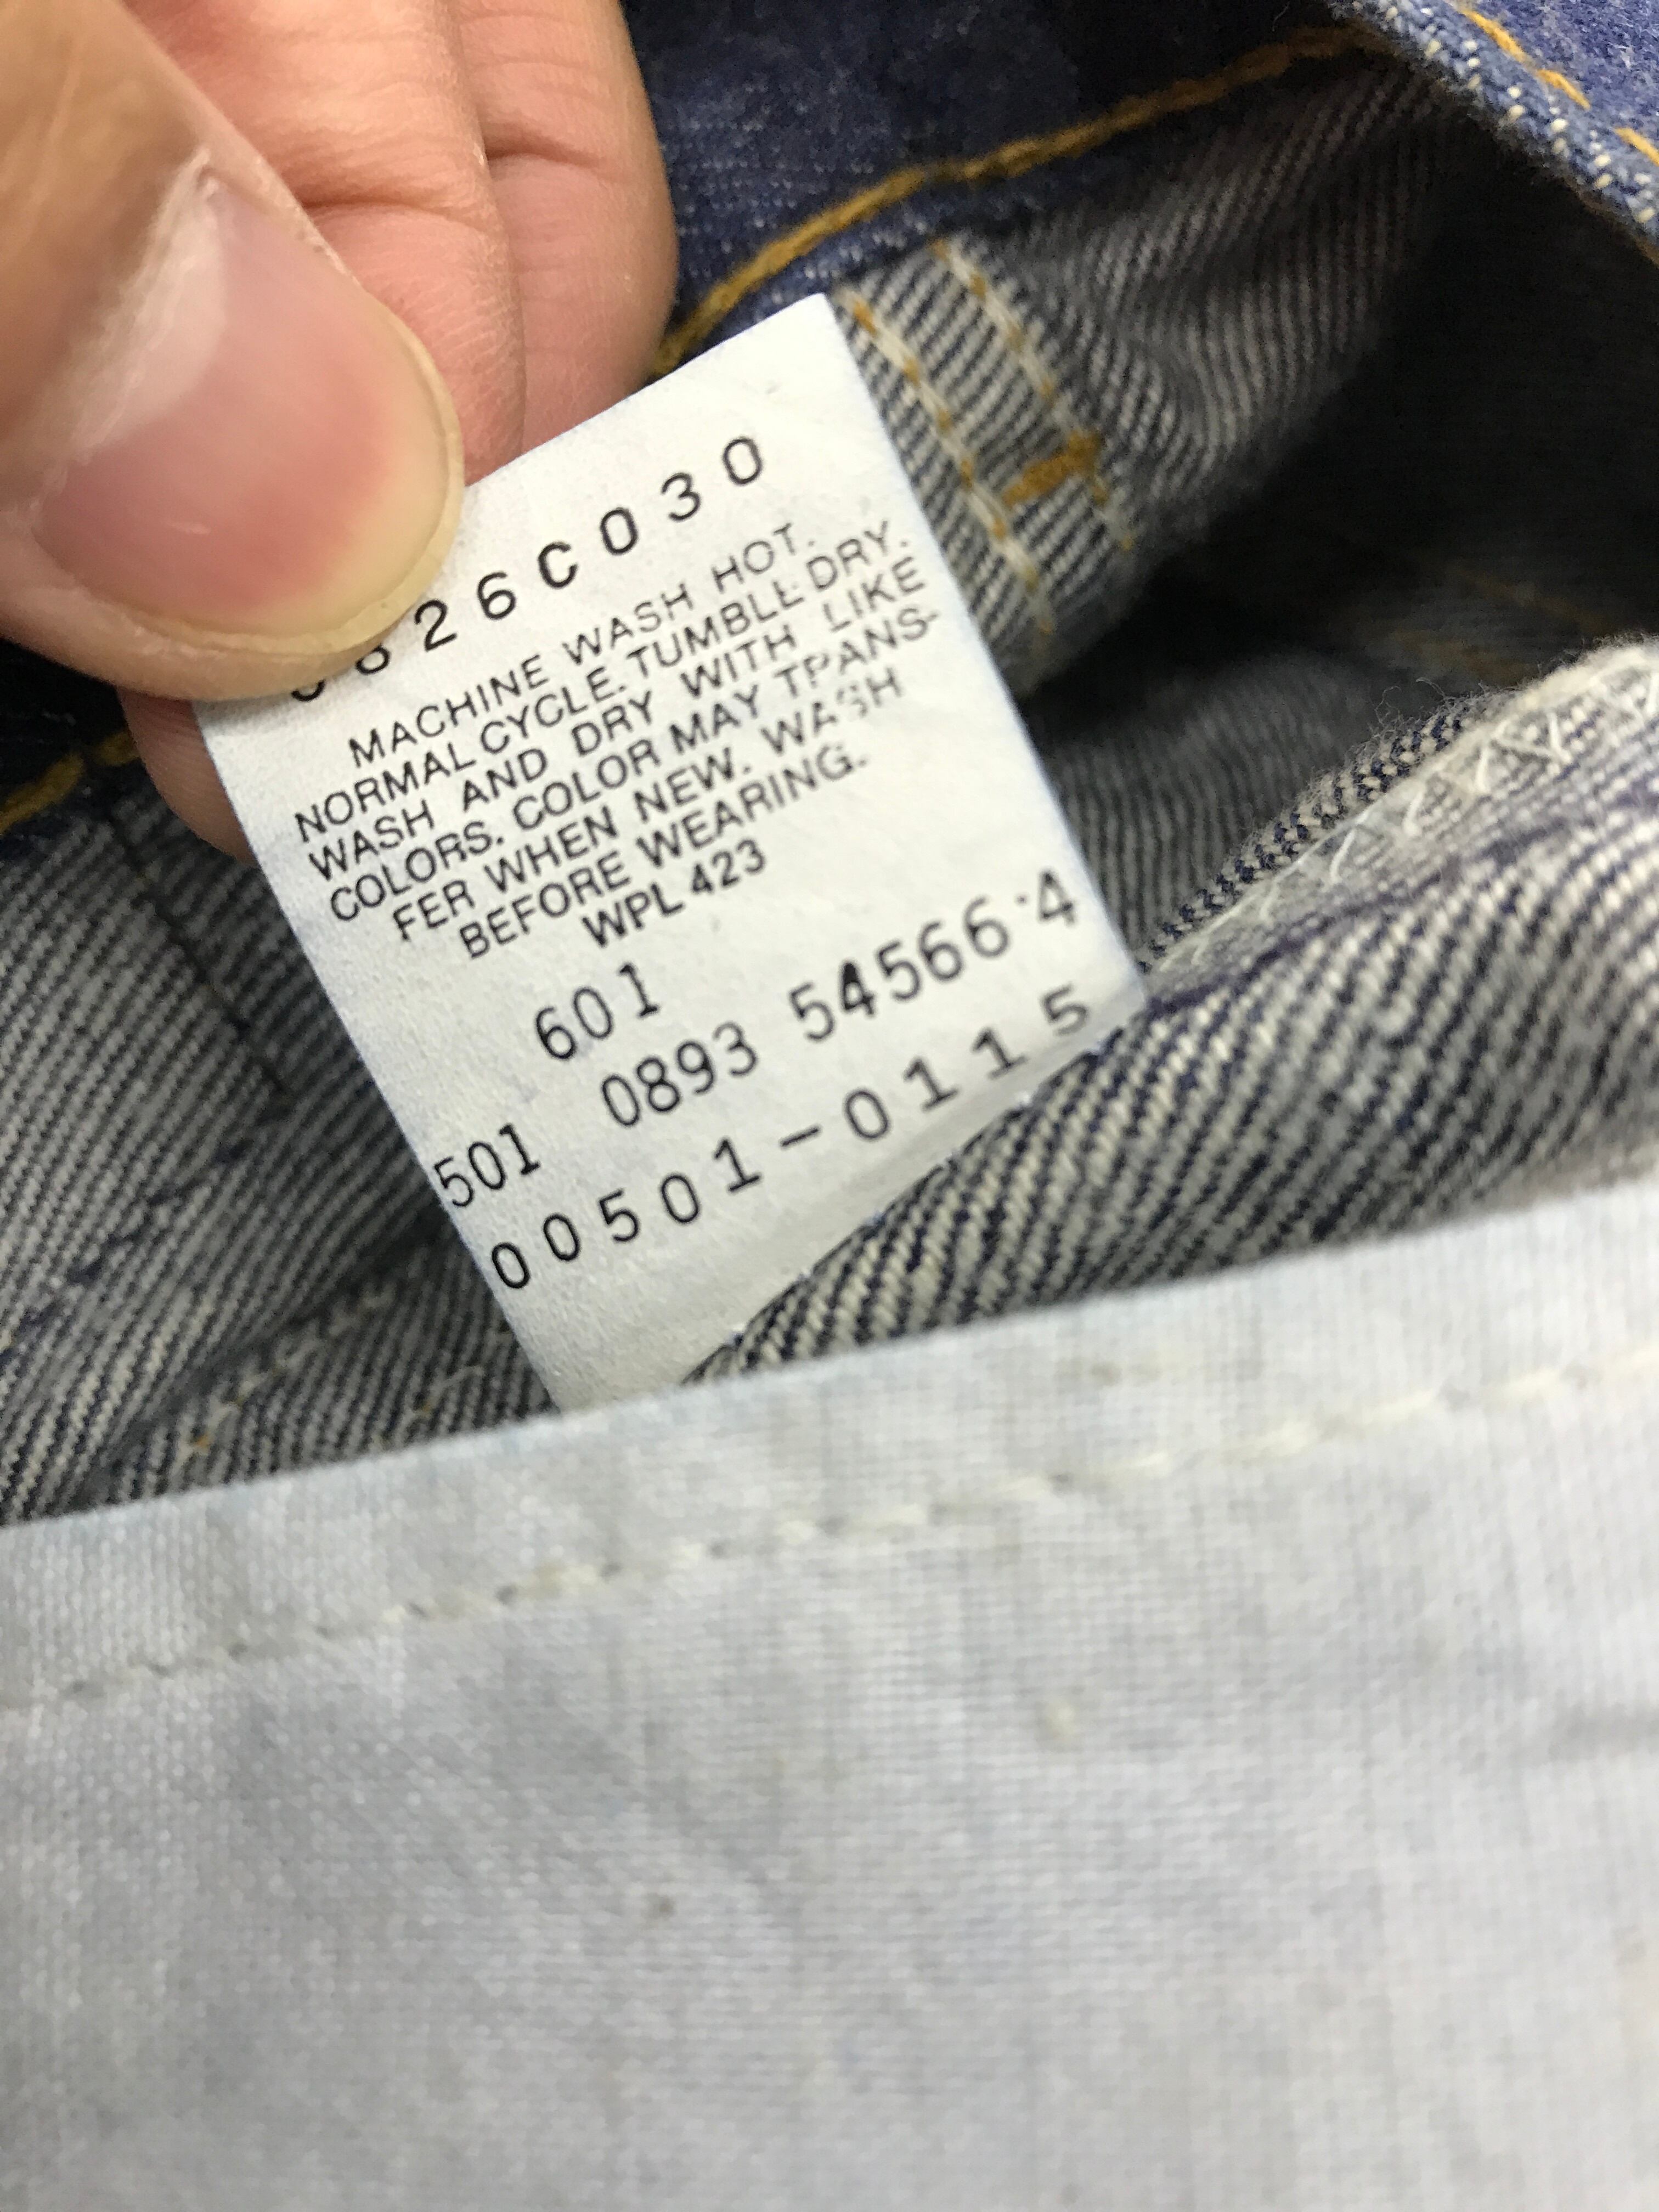 826C030
MACHINE WASH HOT.
NORMAL CYCLE. TUMBLE DRY.
WASH AND DRY WITH LIKE
COLORS. COLOR MAY TRANS-
FER WHEN NEW. WASH
BEFORE WEARING.
WPL 423
601
501 0893 54566·4
00501-0115